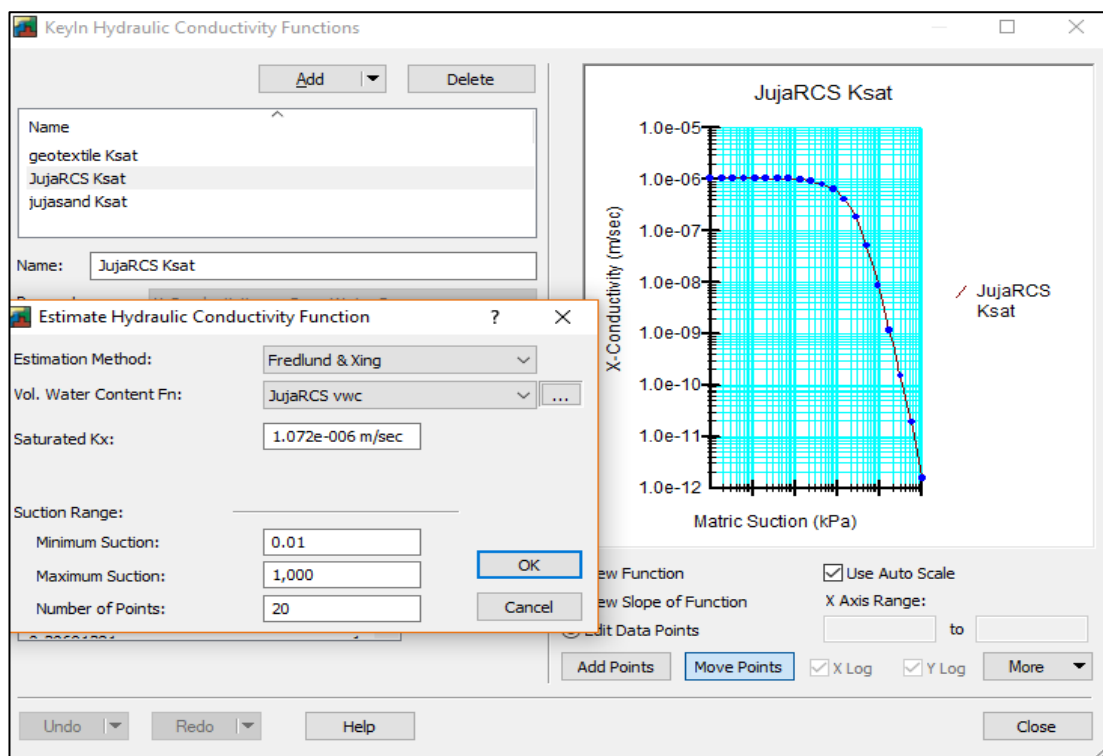 KeyIn Hydraulic Conductivity Functions
Add
Delete
Name
geotextile Ksat
JujaRCS Ksat
jujasand Ksat
Name:
JujaRCS Ksat
Estimate Hydraulic Conductivity Function
?
Estimation Method:
Fredlund & Xing
Vol. Water Content Fn:
JujaRCS vwc
...
Saturated Kx:
1.072e-006 m/sec
Suction Range:
Minimum Suction:
0.01
Maximum Suction:
1,000
Number of Points:
20
OK
Cancel
JujaRCS Ksat
1.0e-05
1.0e-06
1.0e-07
1.0e-08
1.0e-09
1.0e-10
1.0e-11
1.0e-12
X-Conductivity (m/sec)
Matric Suction (kPa)
JujaRCS
Ksat
Function
Slope of Function
Edit Data Points
Use Auto Scale
X Axis Range:
to
Add Points
Move Points
X Log
Y Log
More
Undo
Redo
Help
Close